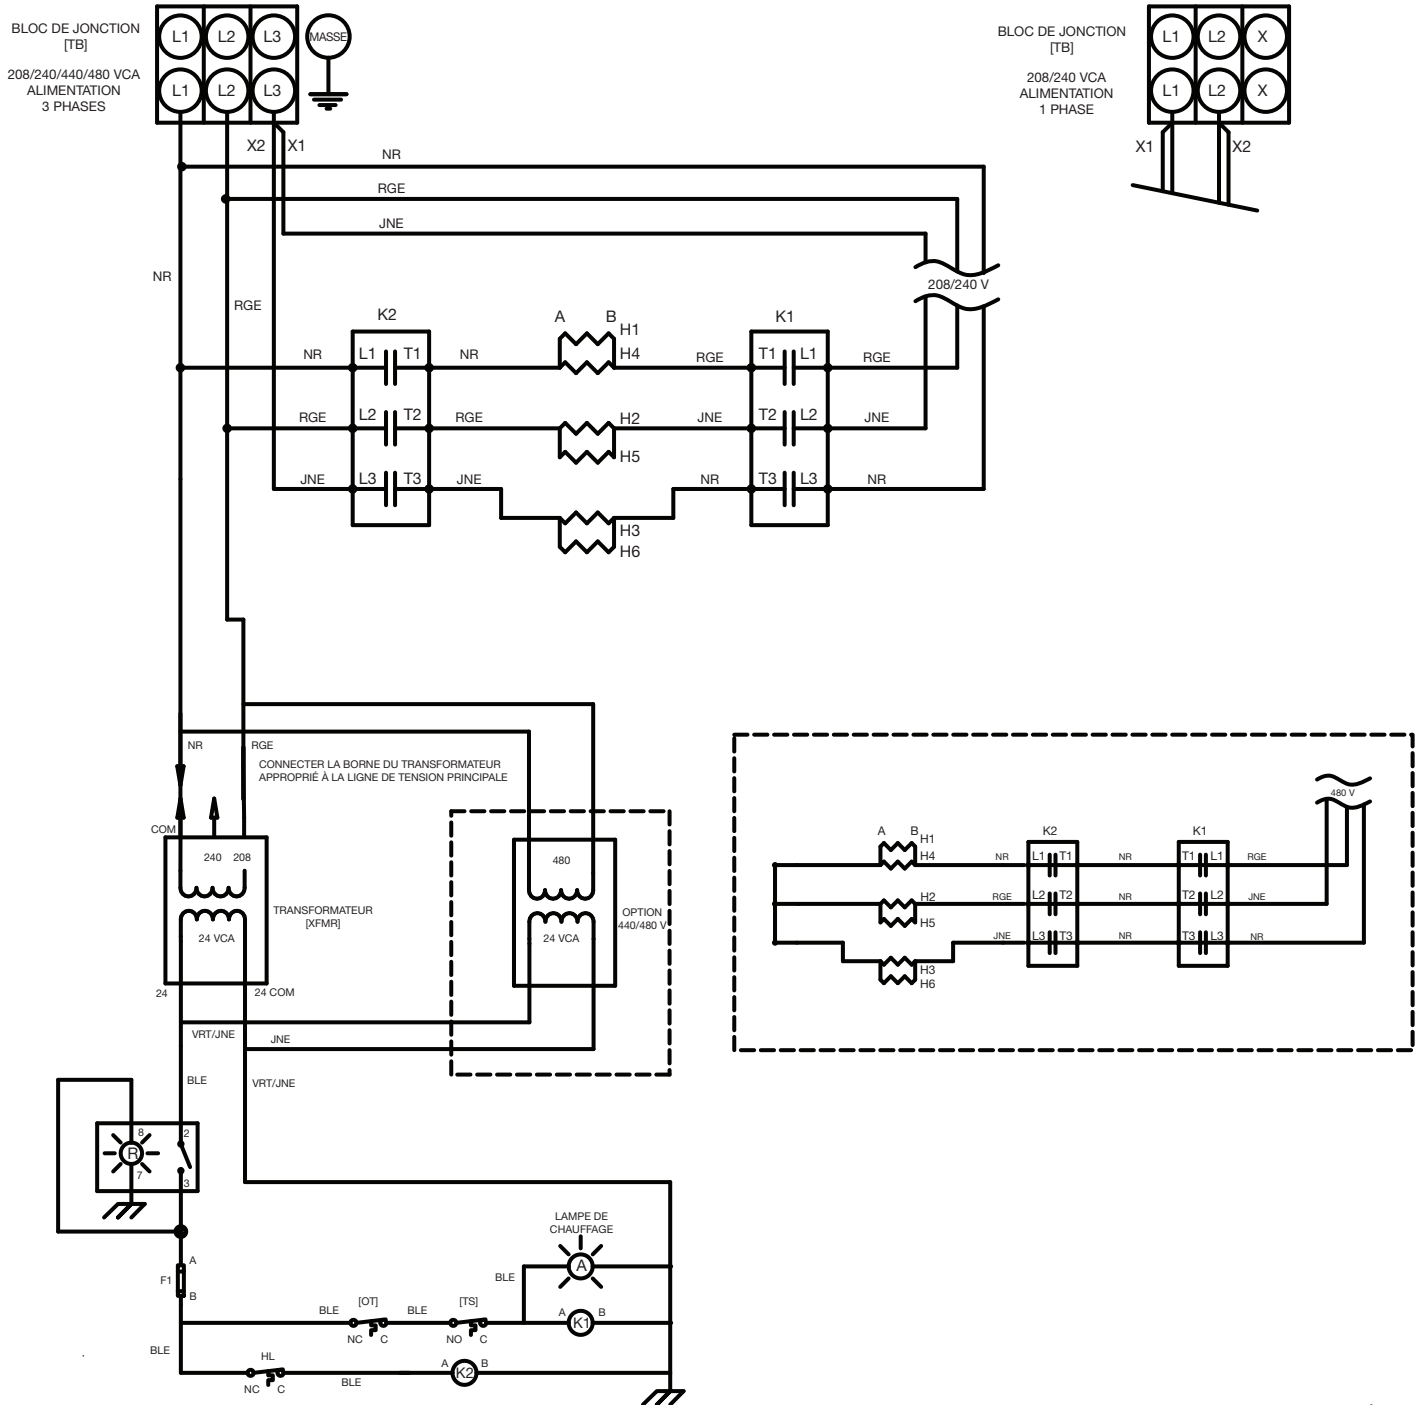 BLOC DE JONCTION
[TB]
208/240/440/480 VCA
ALIMENTATION
3 PHASES
L1 L2 L3 MASSE
L1 L2 L3
X2 X1
BLOC DE JONCTION
[TB]
208/240 VCA
ALIMENTATION
1 PHASE
L1 L2 X
L1 L2 X
X1 X2
NR
RGE
JNE
NR
RGE
208/240 V
K2 A B H1 K1
NR L1 T1 NR H4 RGE T1 L1 RGE
RGE L2 T2 RGE H2 JNE T2 L2 JNE
H5
JNE L3 T3 JNE NR T3 L3 NR
H3
H6
NR RGE
CONNECTER LA BORNE DU TRANSFORMATEUR
APPROPRIÉ À LA LIGNE DE TENSION PRINCIPALE
COM
240 208
TRANSFORMATEUR
[XFMR]
24 VCA
24 24 COM
480
OPTION
440/480 V
24 VCA
VRT/JNE
JNE
BLE VRT/JNE
480 V
A B H1 K2 K1
H4 NR L1 T1 NR T1 L1 RGE
H2 RGE L2 T2 NR T2 L2 JNE
H5
JNE L3 T3 NR T3 L3 NR
H3
H6
8 2
R
7 3
LAMPE DE
CHAUFFAGE
A
BLE
A
F1
B
BLE [OT] BLE [TS] A K1 B
NC C NO C
BLE
HL A K2 B
NC C BLE